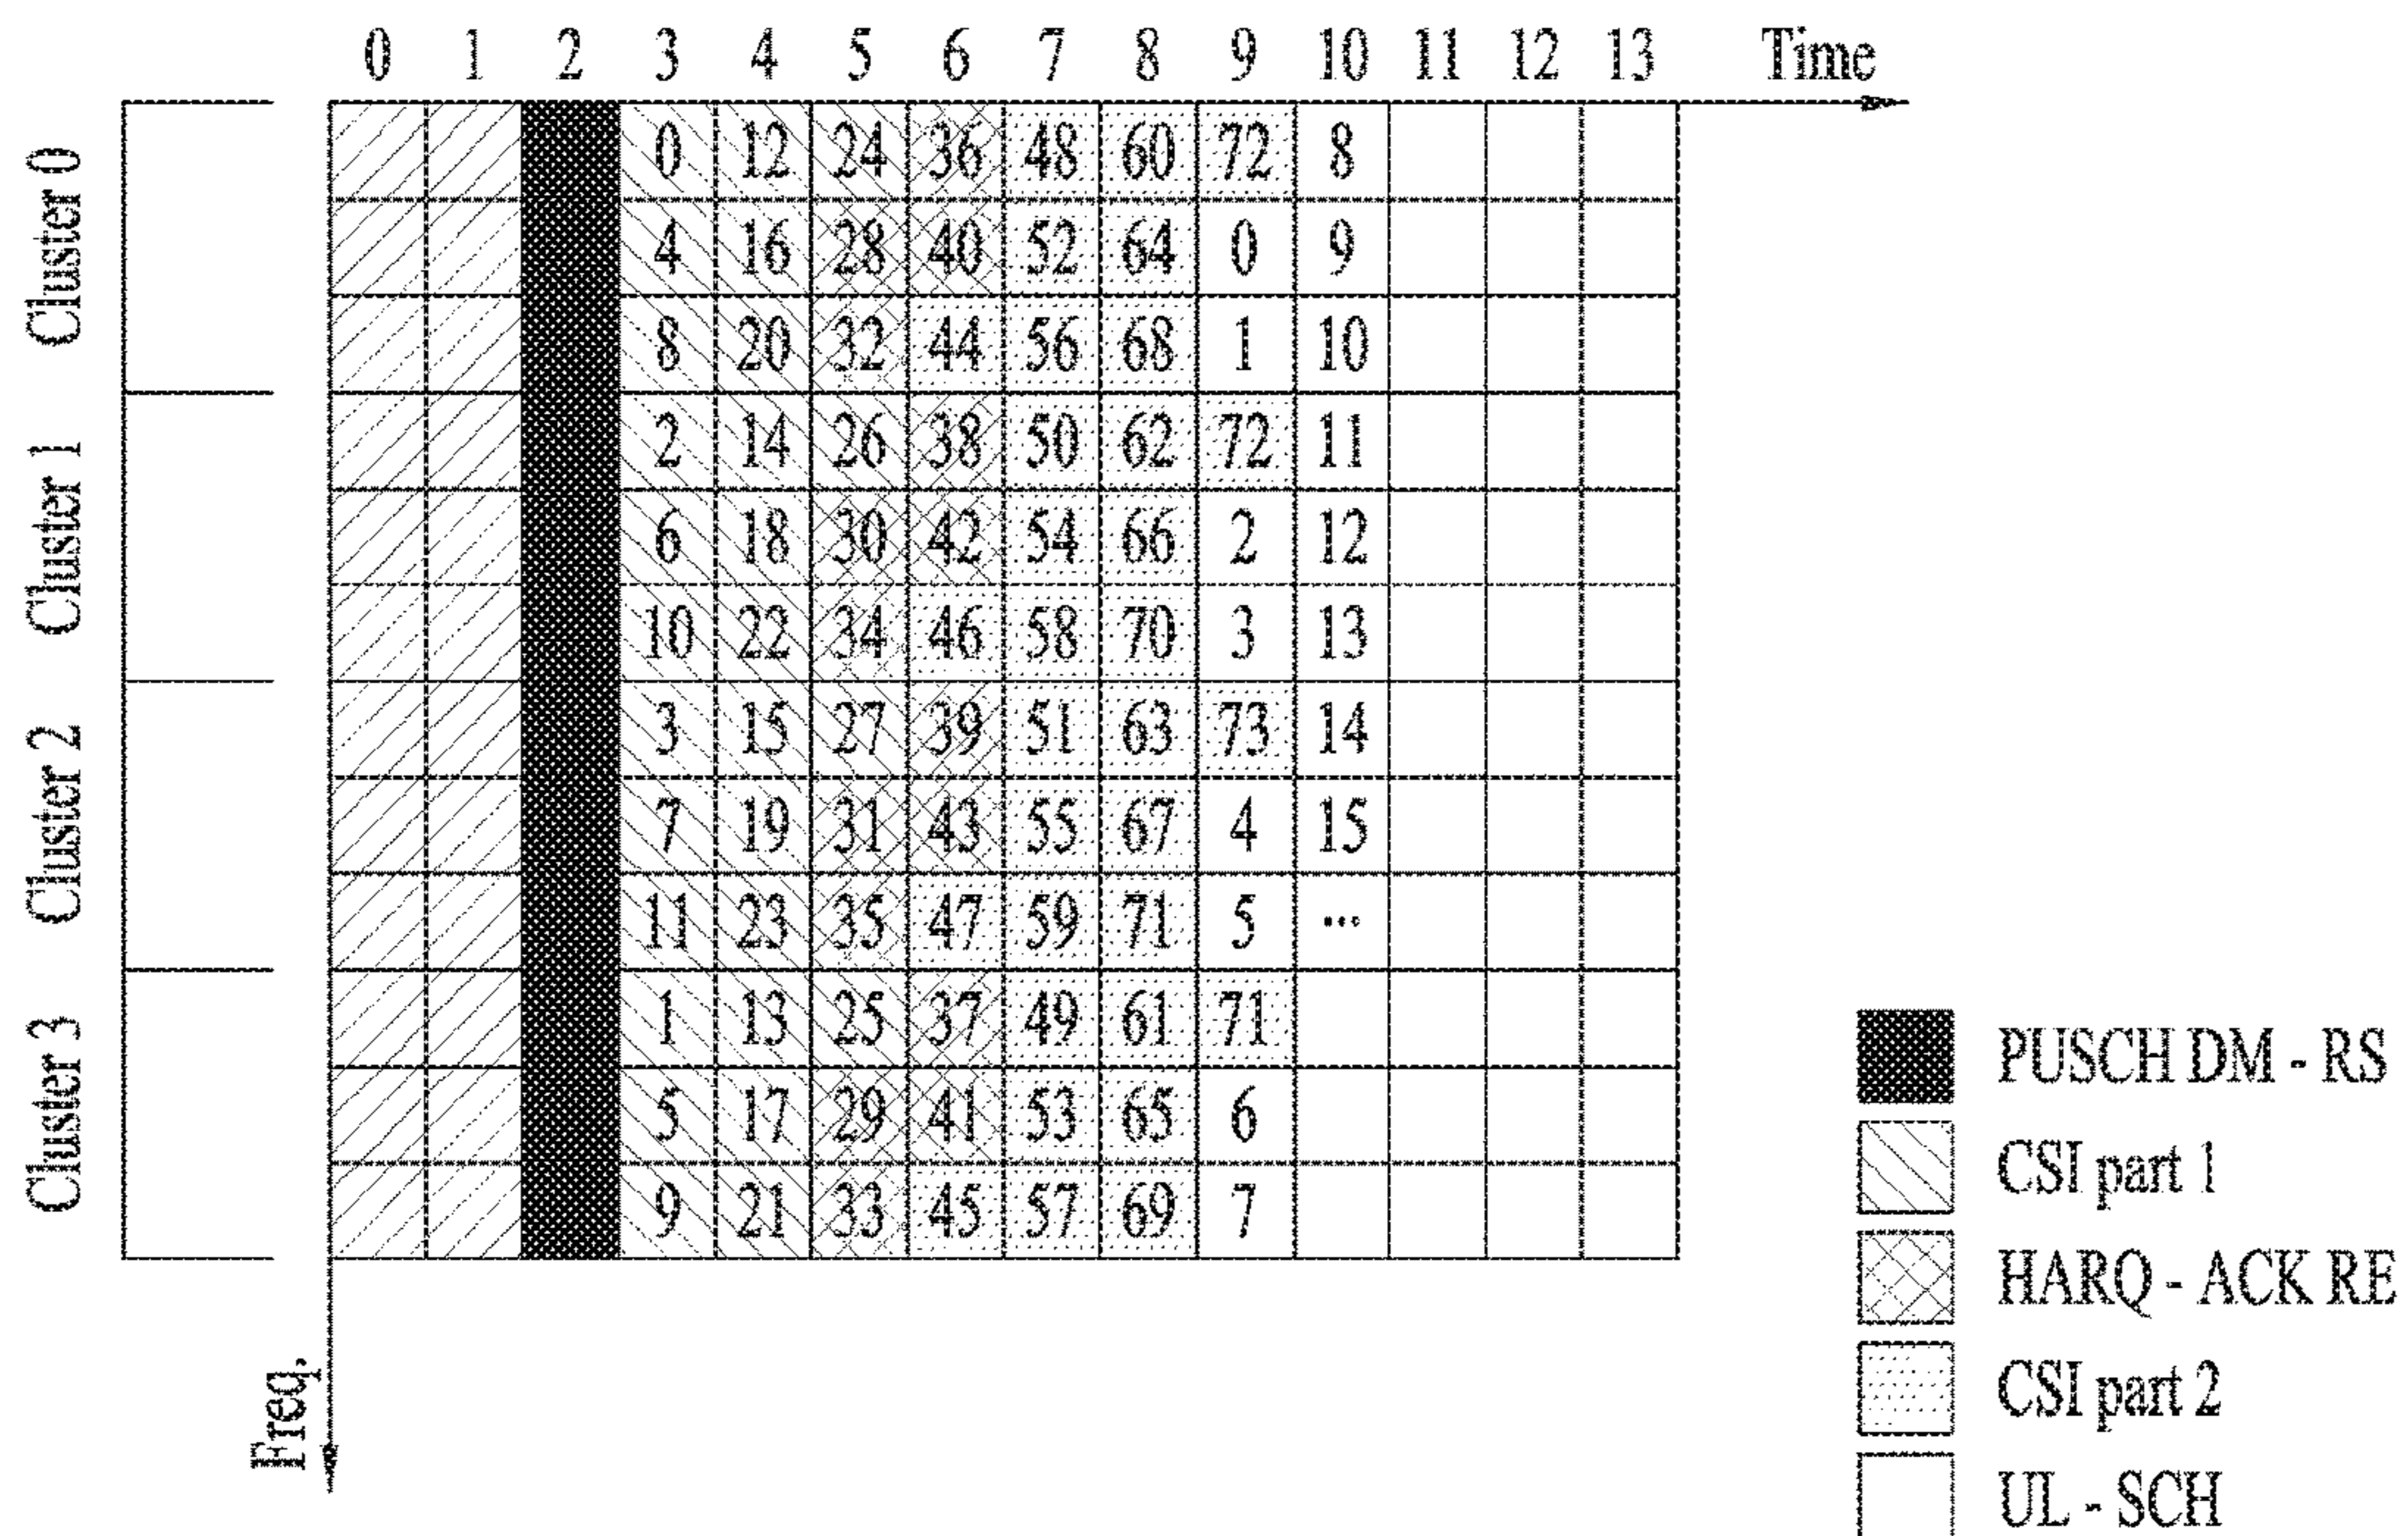 0 1 2 3 4 5 6 7 8 9 10 11 12 13 Time
Cluster 0
0 12 24 36 48 60 72 8
4 16 28 40 52 64 0 9
8 20 32 44 56 68 1 10
Cluster 1
2 14 26 38 50 62 72 11
6 18 30 42 54 66 2 12
10 22 34 46 58 70 3 13
Cluster 2
3 15 27 39 51 63 73 14
7 19 31 43 55 67 4 15
11 23 35 47 59 71 5 ...
Cluster 3
1 13 25 37 49 61 71
5 17 29 41 53 65 6
9 21 33 45 57 69 7
Freq.
PUSCH DM - RS
CSI part 1
HARQ - ACK RE
CSI part 2
UL - SCH